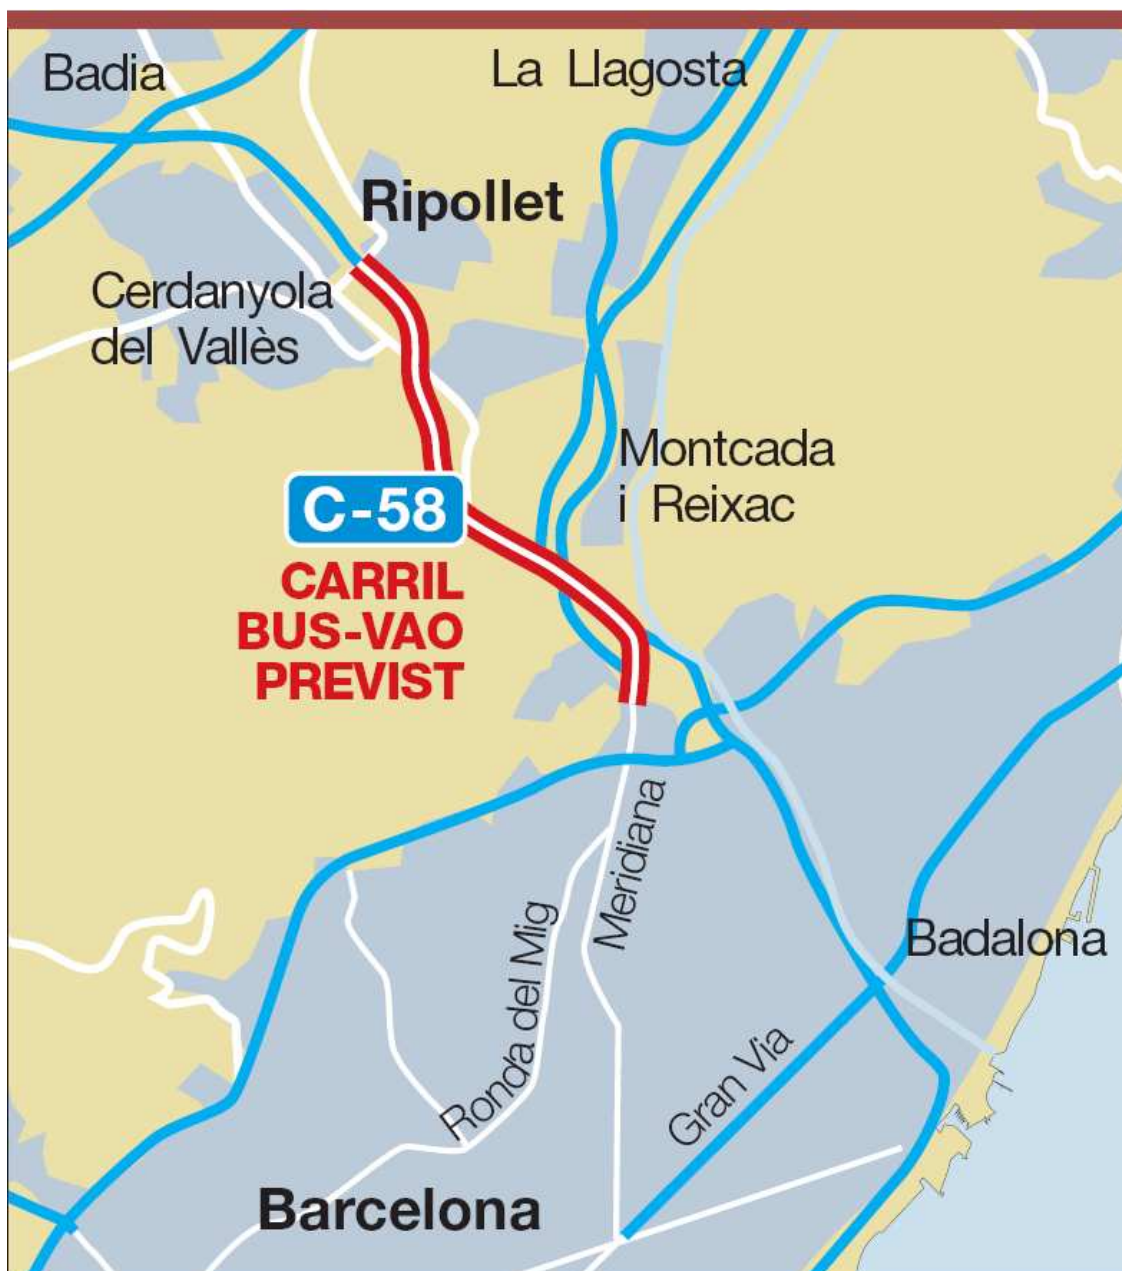 Badia
La Llagosta
Ripollet
Cerdanyola
del Vallès
Montcada
i Reixac
C-58
CARRIL
BUS-VAO
PREVIST
Meridiana
Ronda del Mig
Badalona
Gran Via
Barcelona